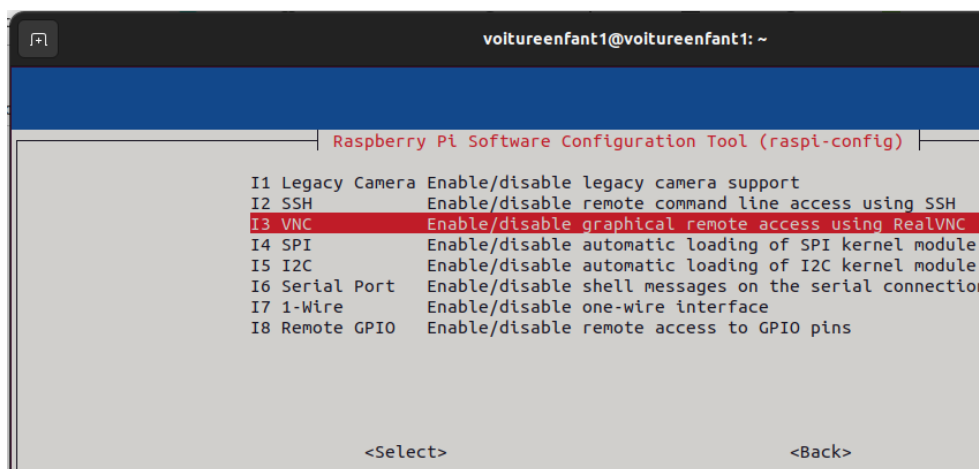 voitureenfant1@voitureenfant1: ~
Raspberry Pi Software Configuration Tool (raspi-config)
I1 Legacy Camera Enable/disable legacy camera support
I2 SSH Enable/disable remote command line access using SSH
I3 VNC Enable/disable graphical remote access using RealVNC
I4 SPI Enable/disable automatic loading of SPI kernel module
I5 I2C Enable/disable automatic loading of I2C kernel module
I6 Serial Port Enable/disable shell messages on the serial connection
I7 1-Wire Enable/disable one-wire interface
I8 Remote GPIO Enable/disable remote access to GPIO pins
<Select> <Back>